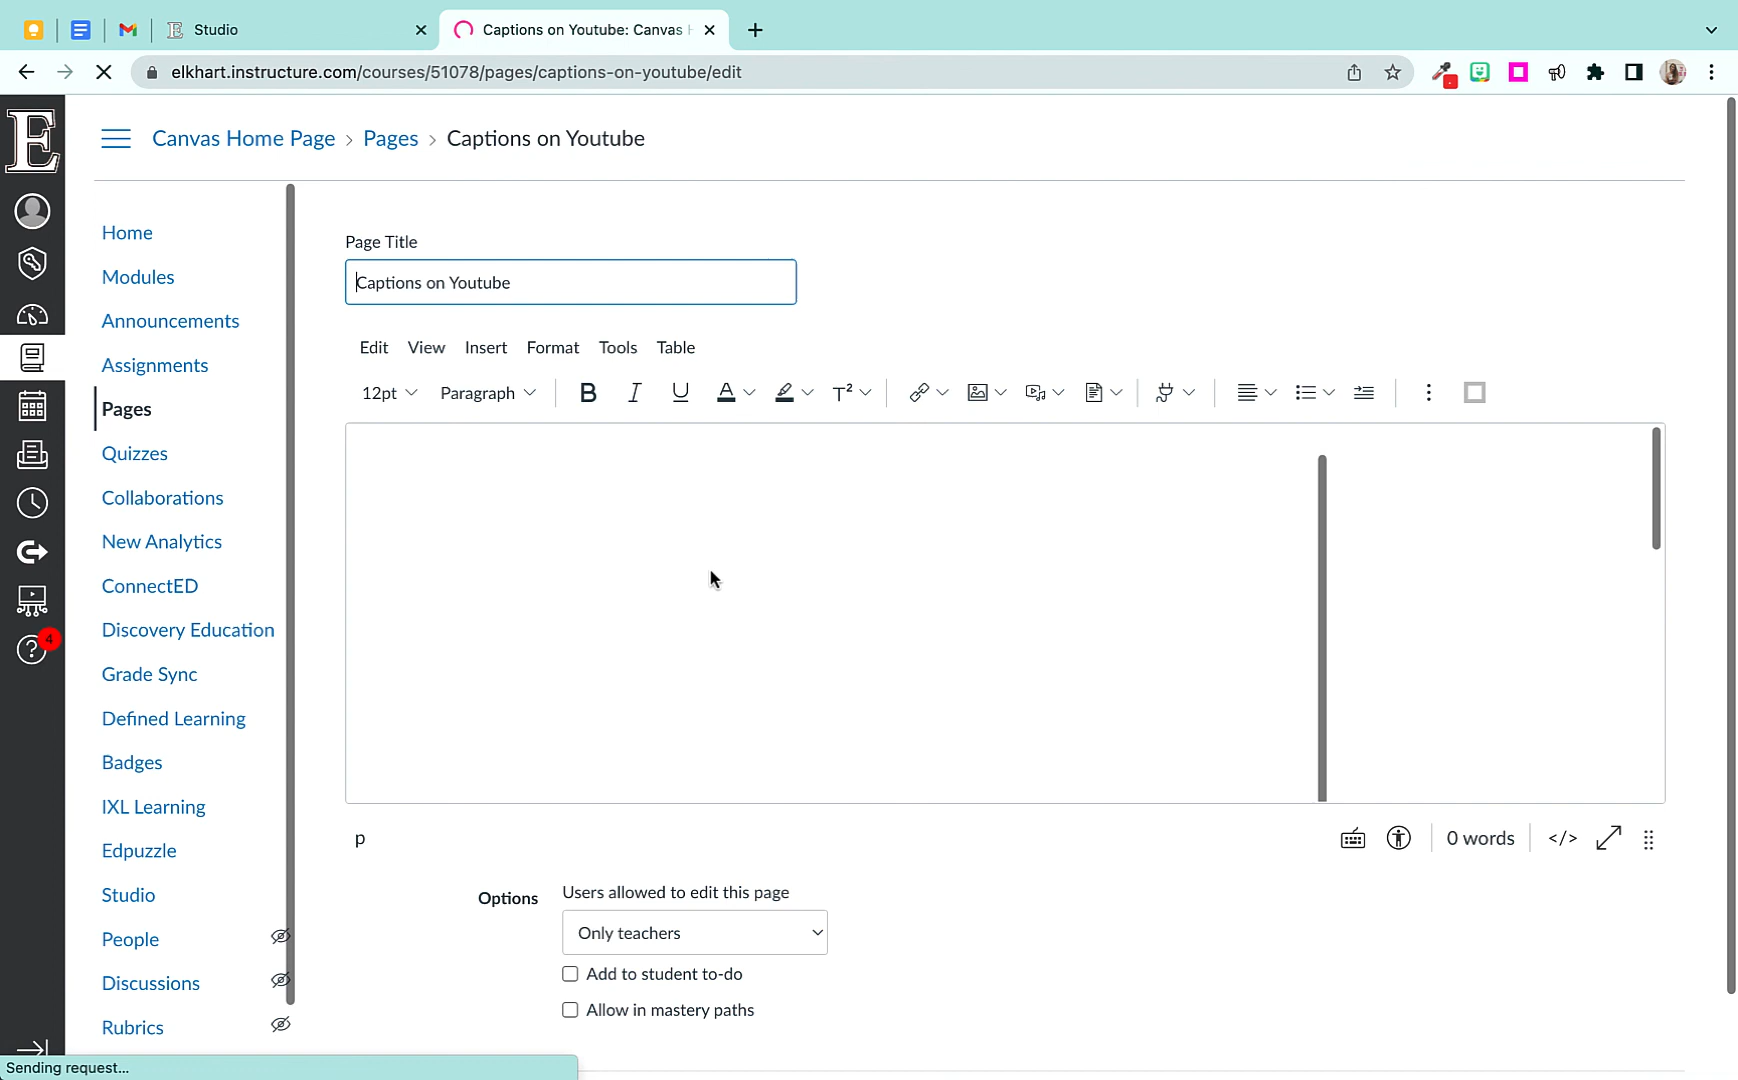 Studio
Captions on Youtube: Canvas H
elkhart.instructure.com/courses/51078/pages/captions-on-youtube/edit
E
Canvas Home Page › Pages › Captions on Youtube
Home
Modules
Announcements
Assignments
Pages
Quizzes
Collaborations
New Analytics
ConnectED
Discovery Education
Grade Sync
Defined Learning
Badges
IXL Learning
Edpuzzle
Studio
People
Discussions
Rubrics
4
Page Title
Captions on Youtube
Edit View Insert Format Tools Table
12pt Paragraph B I U A T²
p
0 words </>
Options
Users allowed to edit this page
Only teachers
Add to student to-do
Allow in mastery paths
Sending request...